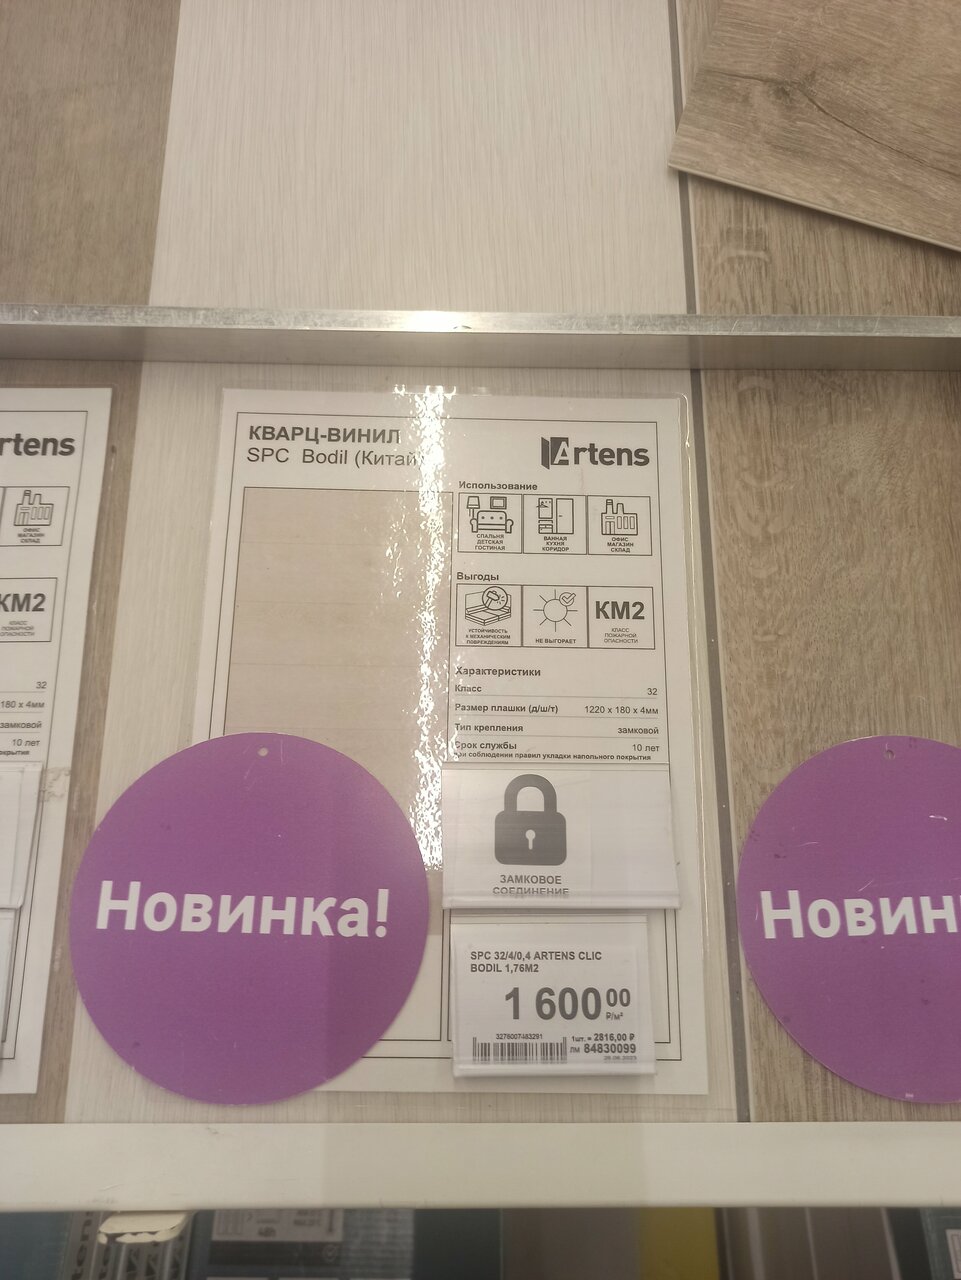 rtens
ОФИС
МАГАЗИН
СКЛАД
КМ2
КЛАСС
ПОЖАРНОЙ
ОПАСНОСТИ
32
180 x 4мм
замковой
10 лет
КВАРЦ-ВИНИЛ
SPC Bodil (Китай
Artens
Использование
СПАЛЬНЯ
ДЕТСКАЯ
ГОСТИНАЯ
ВАННАЯ
КУХНЯ
КОРИДОР
ОФИС
МАГАЗИН
СКЛАД
Выгоды
УСТОЙЧИВОСТЬ
К МЕХАНИЧЕСКИМ
ПОВРЕЖДЕНИЯМ
НЕ ВЫГОРАЕТ
КМ2
КЛАСС
ПОЖАРНОЙ
ОПАСНОСТИ
Характеристики
Класс 32
Размер плашки (д/ш/т) 1220 x 180 x 4мм
Тип крепления замковой
Срок службы 10 лет
при соблюдении правил укладки напольного покрытия
ЗАМКОВОЕ
СОЕДИНЕНИЕ
Новинка!
Новин
SPC 32/4/0,4 ARTENS CLIC
BODIL 1,76М2
1 600 00
₽/м²
3276007483291
1шт. = 2816,00 ₽
ЛМ 84830099